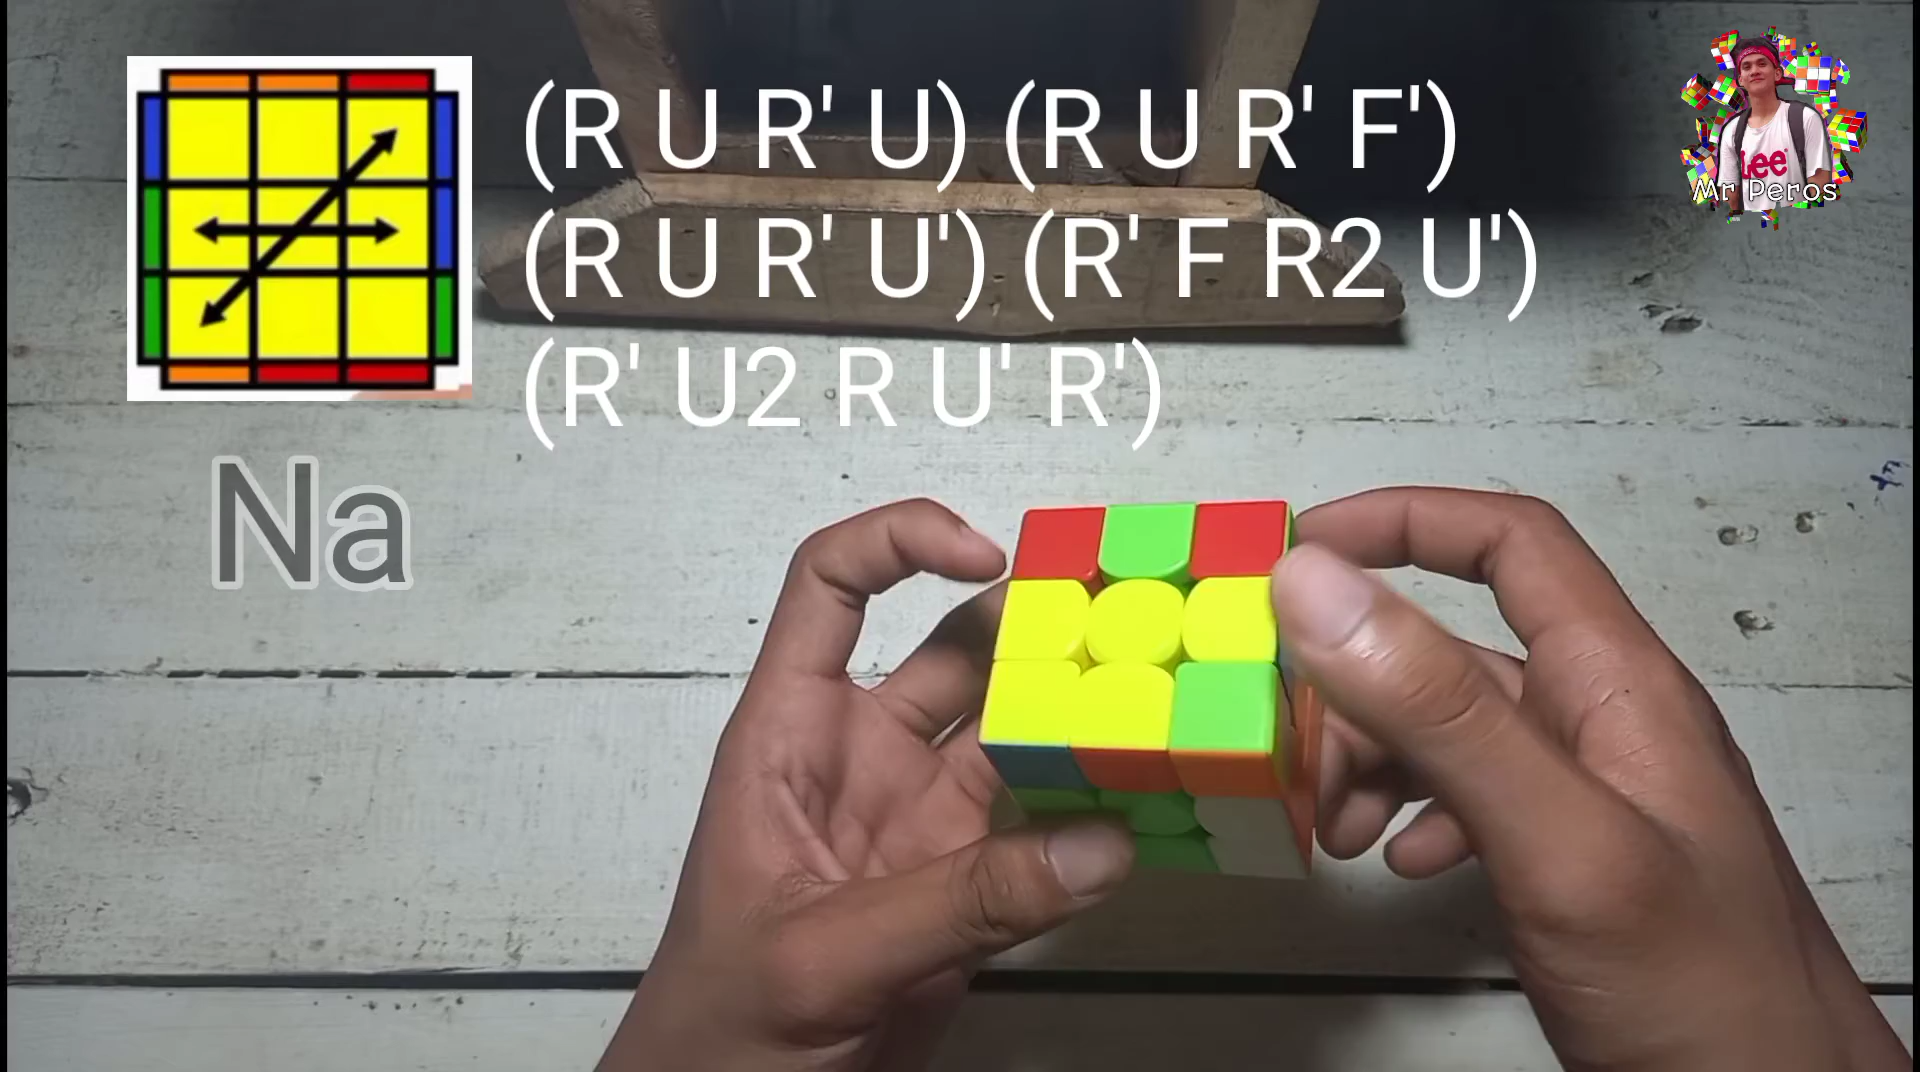 (R U R' U) (R U R' F')
(R U R' U') (R' F R2 U')
(R' U2 R U' R')
Na
Lee
Mr Peros